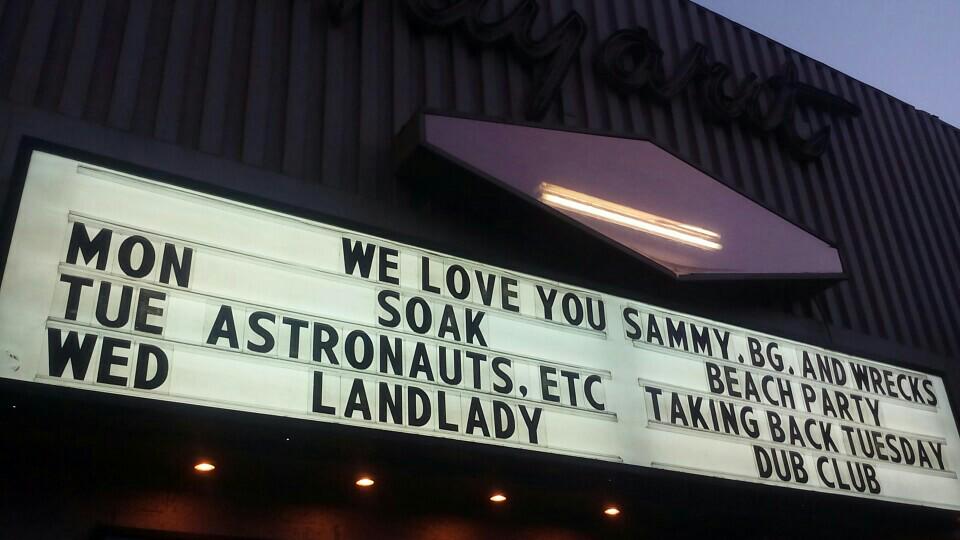 WE LOVE YOU SAMMY, BG, AND WRECKS
MON SOAK BEACH PARTY
TUE ASTRONAUTS, ETC TAKING BACK TUESDAY
WED LANDLADY DUB CLUB